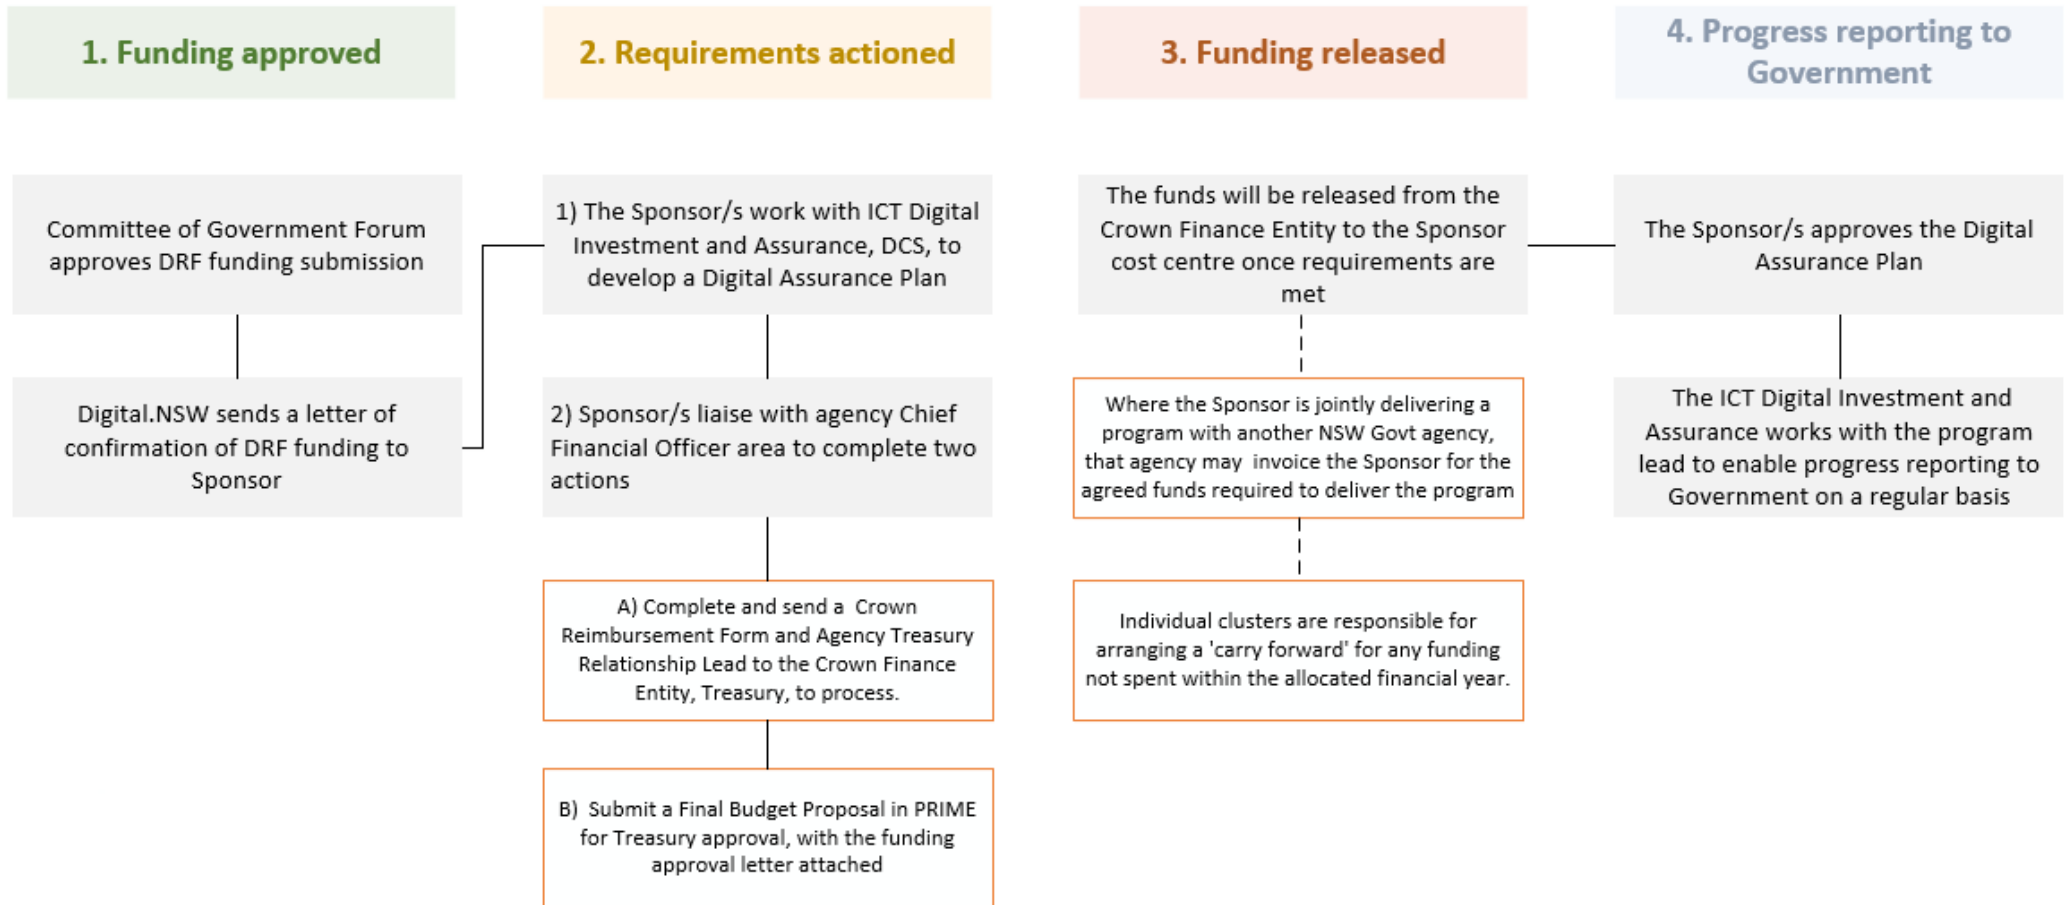 1. Funding approved
Committee of Government Forum
approves DRF funding submission
Digital.NSW sends a letter of
confirmation of DRF funding to
Sponsor
2. Requirements actioned
1) The Sponsor/s work with ICT Digital
Investment and Assurance, DCS, to
develop a Digital Assurance Plan
2) Sponsor/s liaise with agency Chief
Financial Officer area to complete two
actions
A) Complete and send a Crown
Reimbursement Form and Agency Treasury
Relationship Lead to the Crown Finance
Entity, Treasury, to process.
B) Submit a Final Budget Proposal in PRIME
for Treasury approval, with the funding
approval letter attached
3. Funding released
The funds will be released from the
Crown Finance Entity to the Sponsor
cost centre once requirements are
met
Where the Sponsor is jointly delivering a
program with another NSW Govt agency,
that agency may invoice the Sponsor for the
agreed funds required to deliver the program
Individual clusters are responsible for
arranging a 'carry forward' for any funding
not spent within the allocated financial year.
4. Progress reporting to
Government
The Sponsor/s approves the Digital
Assurance Plan
The ICT Digital Investment and
Assurance works with the program
lead to enable progress reporting to
Government on a regular basis